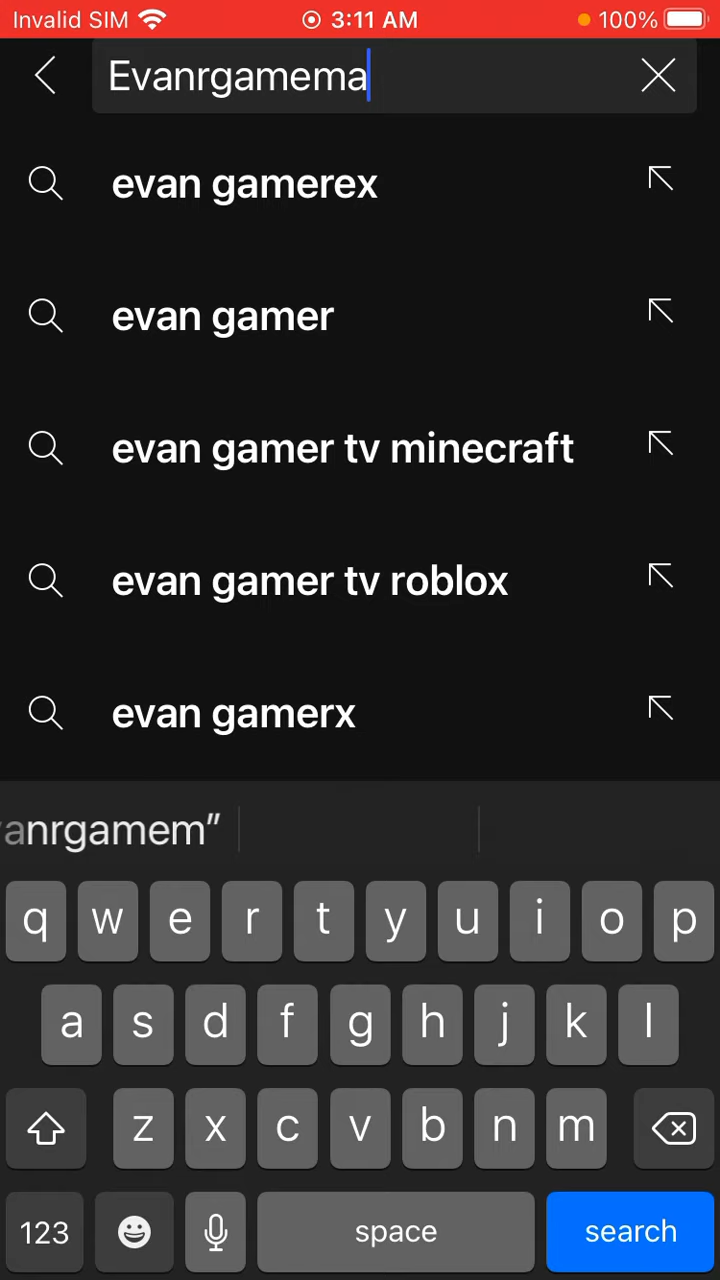 Invalid SIM 3:11 AM 100%
Evanrgamema
evan gamerex
evan gamer
evan gamer tv minecraft
evan gamer tv roblox
evan gamerx
anrgamem”
q w e r t y u i o p
a s d f g h j k l
z x c v b n m
123 space search